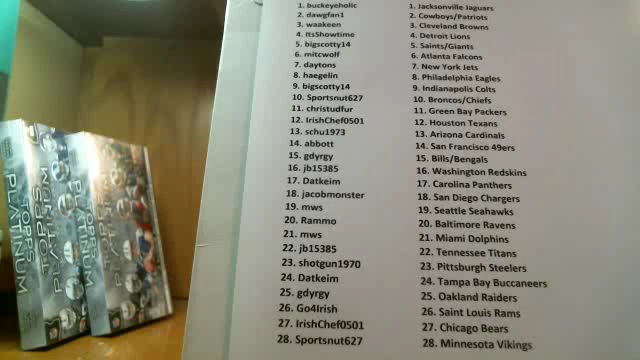 TOPPS
PLATINUM
TOPPS
PLATINUM
TOPPS
PLATINUM
1. buckeyeholic
2. dawgfan1
3. waakeen
4. ItsShowtime
5. bigscotty14
6. mitcwolf
7. daytons
8. haegelin
9. bigscotty14
10. Sportsnut627
11. christudfur
12. IrishChef0501
13. schu1973
14. abbott
15. gdyrgy
16. jb15385
17. Datkeim
18. jacobmonster
19. mws
20. Rammo
21. mws
22. jb15385
23. shotgun1970
24. Datkeim
25. gdyrgy
26. Go4Irish
27. IrishChef0501
28. Sportsnut627
1. Jacksonville Jaguars
2. Cowboys/Patriots
3. Cleveland Browns
4. Detroit Lions
5. Saints/Giants
6. Atlanta Falcons
7. New York Jets
8. Philadelphia Eagles
9. Indianapolis Colts
10. Broncos/Chiefs
11. Green Bay Packers
12. Houston Texans
13. Arizona Cardinals
14. San Francisco 49ers
15. Bills/Bengals
16. Washington Redskins
17. Carolina Panthers
18. San Diego Chargers
19. Seattle Seahawks
20. Baltimore Ravens
21. Miami Dolphins
22. Tennessee Titans
23. Pittsburgh Steelers
24. Tampa Bay Buccaneers
25. Oakland Raiders
26. Saint Louis Rams
27. Chicago Bears
28. Minnesota Vikings